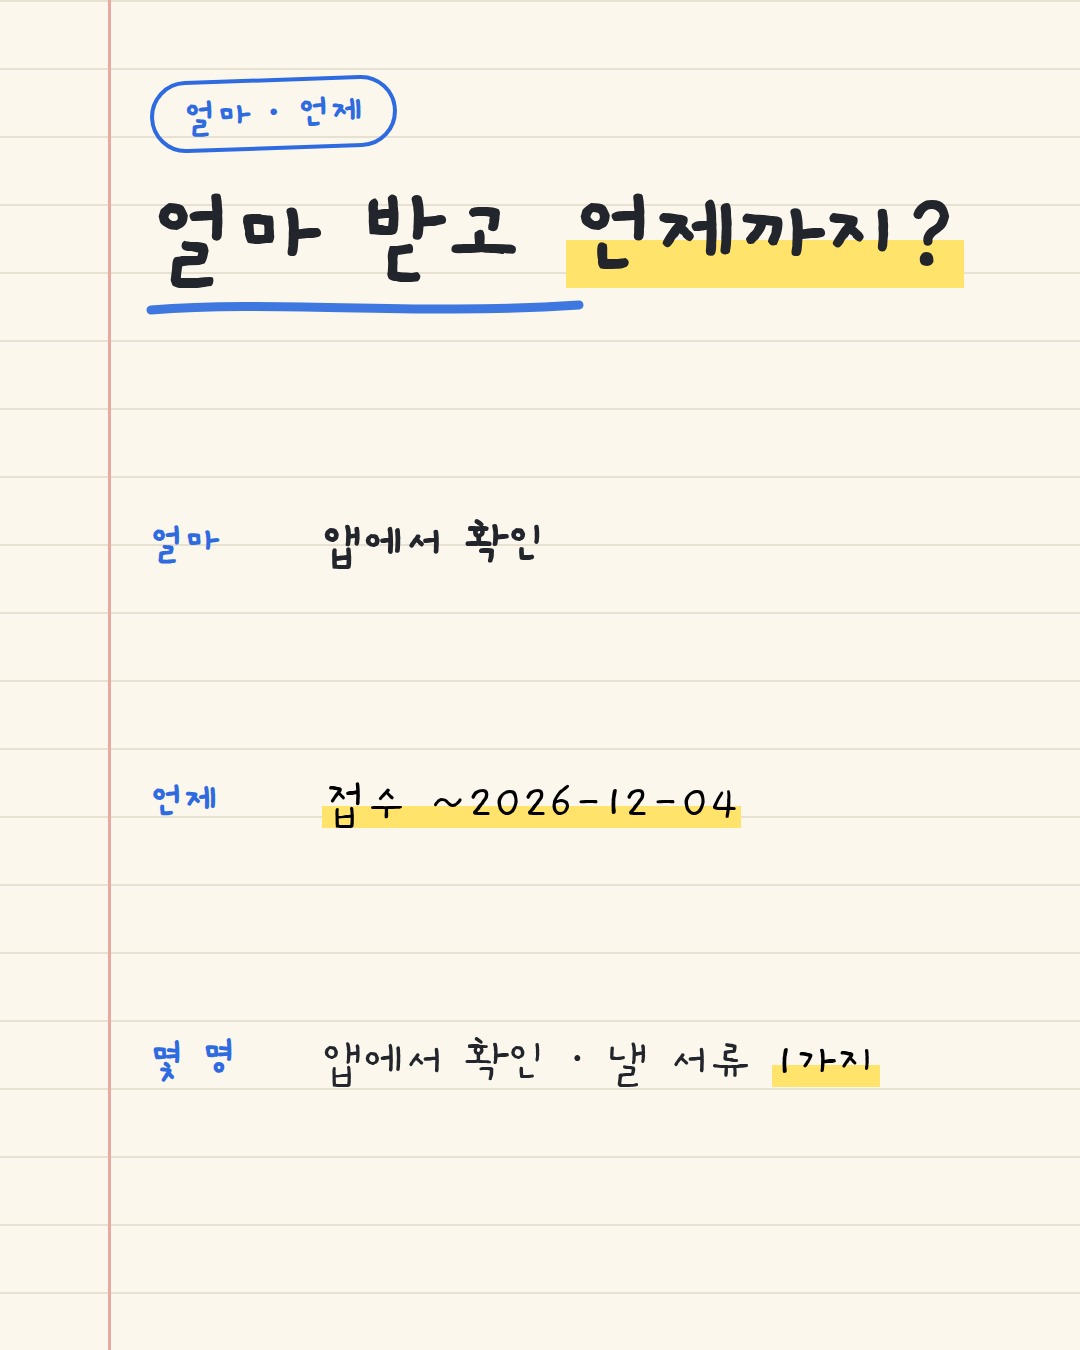 얼마 · 언제
얼마 받고 언제까지?
얼마 앱에서 확인
언제 접수 ~2026-12-04
몇 명 앱에서 확인 · 낼 서류 1가지